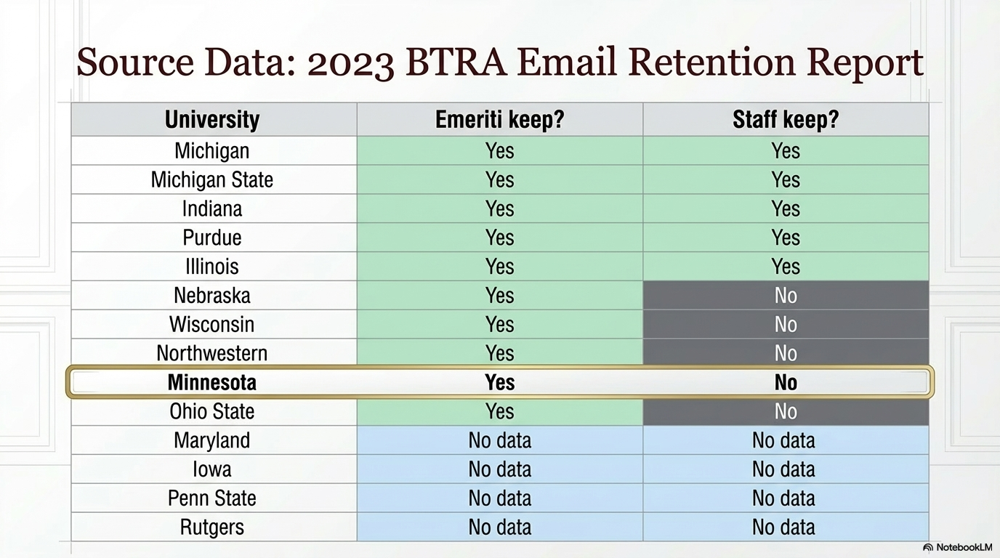 Source Data: 2023 BTRA Email Retention Report
University Emeriti keep? Staff keep?
Michigan Yes Yes
Michigan State Yes Yes
Indiana Yes Yes
Purdue Yes Yes
Illinois Yes Yes
Nebraska Yes No
Wisconsin Yes No
Northwestern Yes No
Minnesota Yes No
Ohio State Yes No
Maryland No data No data
Iowa No data No data
Penn State No data No data
Rutgers No data No data
NotebookLM